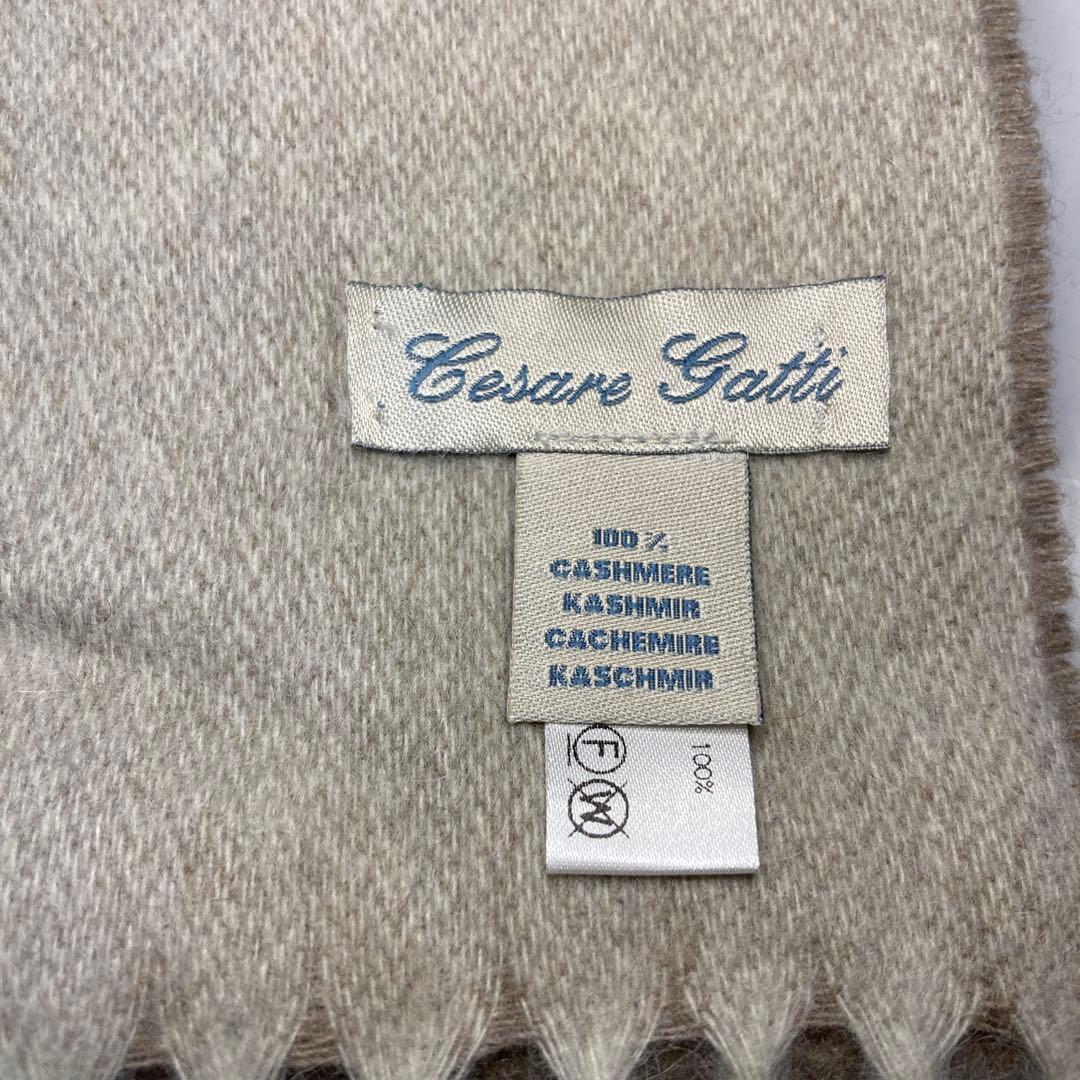 Cesare Gatti
100%
CASHMERE
KASHMIR
CACHEMIRE
KASCHMIR
100%
F
W